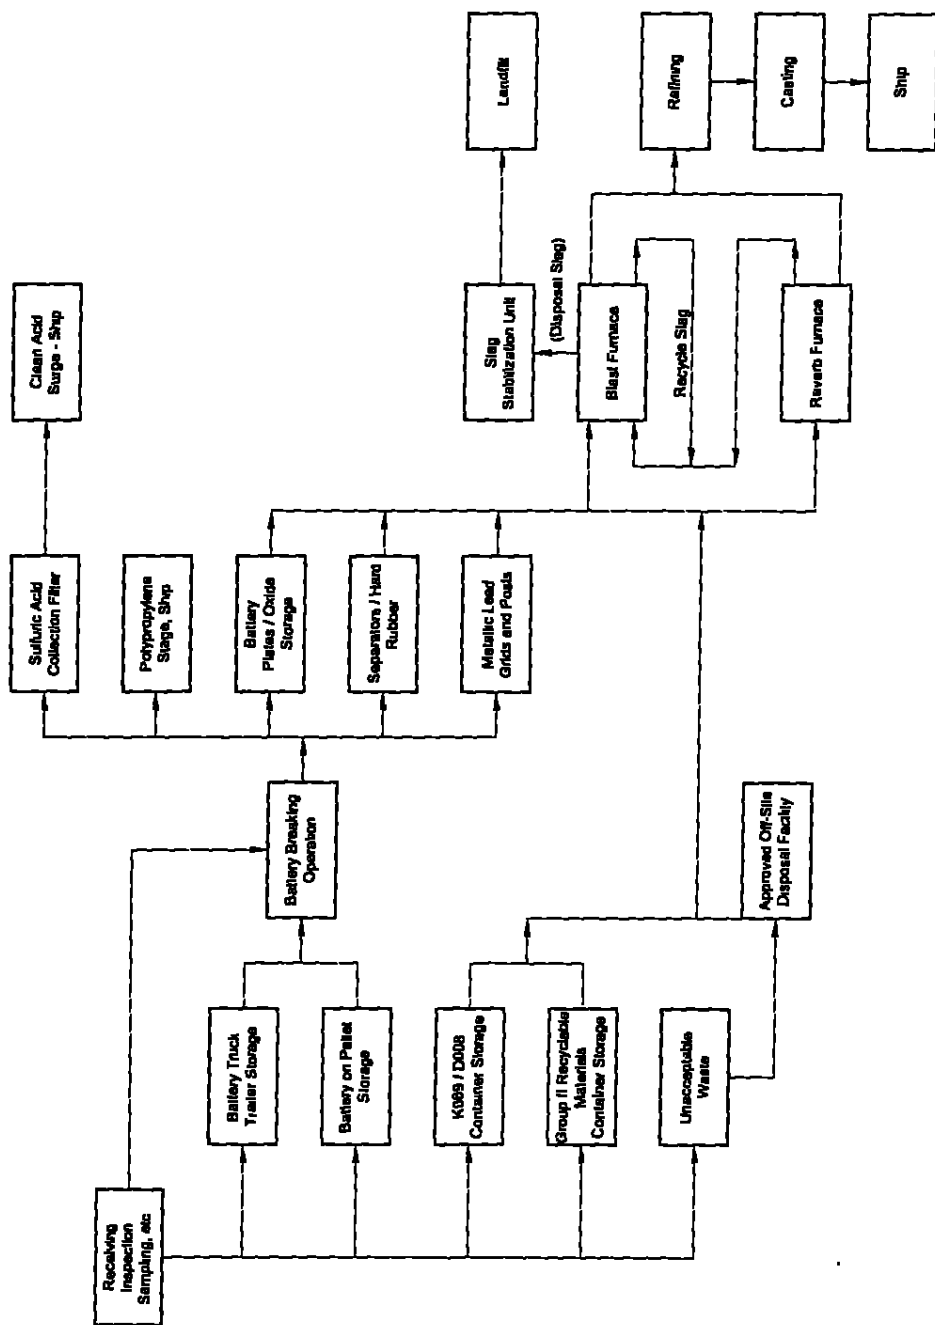 Receiving
Inspection
Sampling, etc
Battery Truck
Trailer Storage
Battery on Pallet
Storage
K069 / D008
Container Storage
Group II Recyclable
Materials
Container Storage
Unacceptable
Waste
Battery Breaking
Operation
Approved Off-Site
Disposal Facility
Sulfuric Acid
Collection Filter
Polypropylene
Stage, Ship
Battery
Plates / Oxide
Storage
Separators / Hard
Rubber
Metallic Lead
Grids and Posts
Clean Acid
Surge - Ship
Slag
Stabilization Unit
(Disposal Slag)
Blast Furnace
Recycle Slag
Reverb Furnace
Landfill
Refining
Casting
Ship